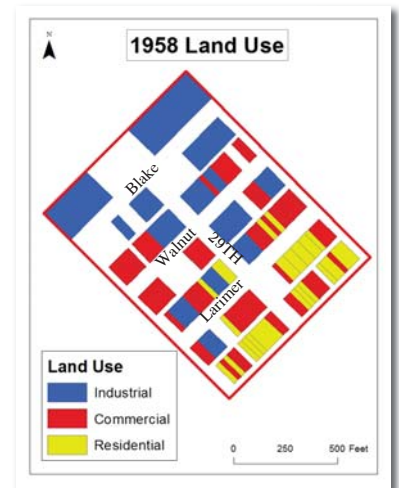 1958 Land Use
N
Blake
Walnut
29TH
Larimer
Land Use
Industrial
Commercial
Residential
0 250 500 Feet